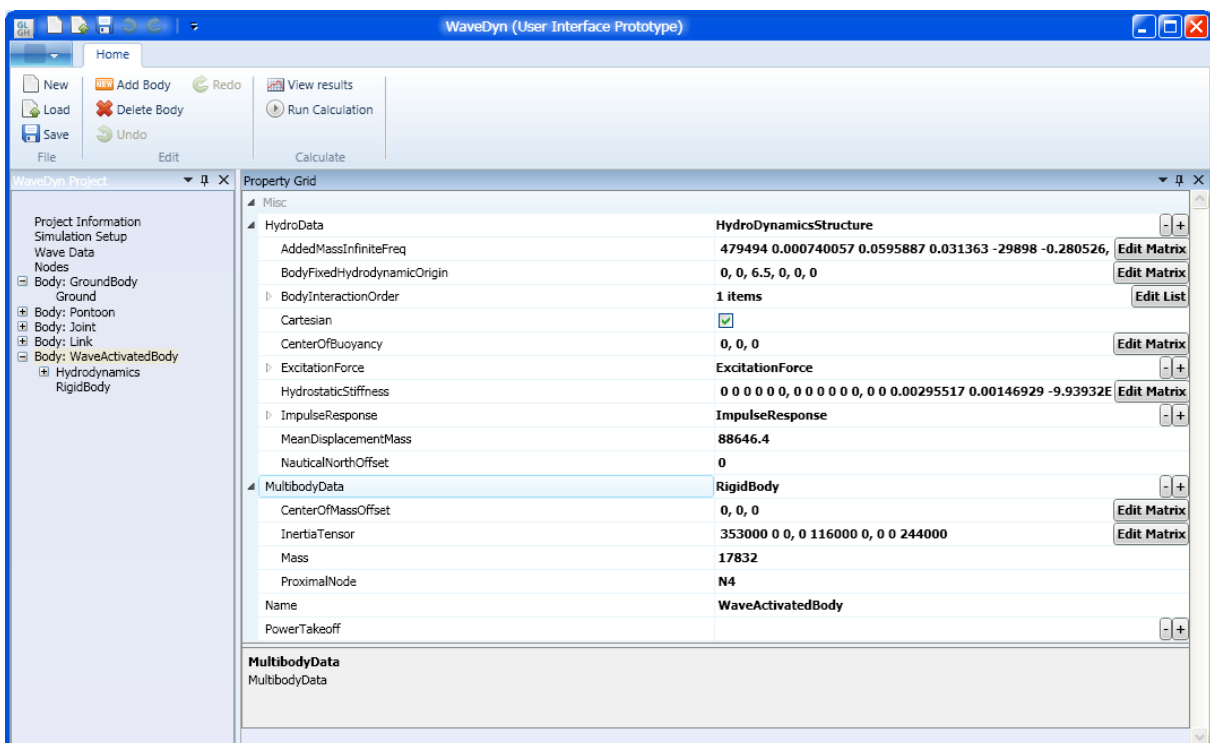 GL
GH
WaveDyn (User Interface Prototype)
Home
New
NEW Add Body
Redo
View results
Load
Delete Body
Run Calculation
Save
Undo
File
Edit
Calculate
WaveDyn Project
Property Grid
Project Information
Simulation Setup
Wave Data
Nodes
Body: GroundBody
Ground
Body: Pontoon
Body: Joint
Body: Link
Body: WaveActivatedBody
Hydrodynamics
RigidBody
Misc
HydroData HydroDynamicsStructure - +
AddedMassInfiniteFreq 479494 0.000740057 0.0595887 0.031363 -29898 -0.280526, Edit Matrix
BodyFixedHydrodynamicOrigin 0, 0, 6.5, 0, 0, 0 Edit Matrix
BodyInteractionOrder 1 items Edit List
Cartesian
CenterOfBuoyancy 0, 0, 0 Edit Matrix
ExcitationForce ExcitationForce - +
HydrostaticStiffness 0 0 0 0 0 0, 0 0 0 0 0 0, 0 0 0.00295517 0.00146929 -9.93932E Edit Matrix
ImpulseResponse ImpulseResponse - +
MeanDisplacementMass 88646.4
NauticalNorthOffset 0
MultibodyData RigidBody - +
CenterOfMassOffset 0, 0, 0 Edit Matrix
InertiaTensor 353000 0 0, 0 116000 0, 0 0 244000 Edit Matrix
Mass 17832
ProximalNode N4
Name WaveActivatedBody
PowerTakeoff - +
MultibodyData
MultibodyData